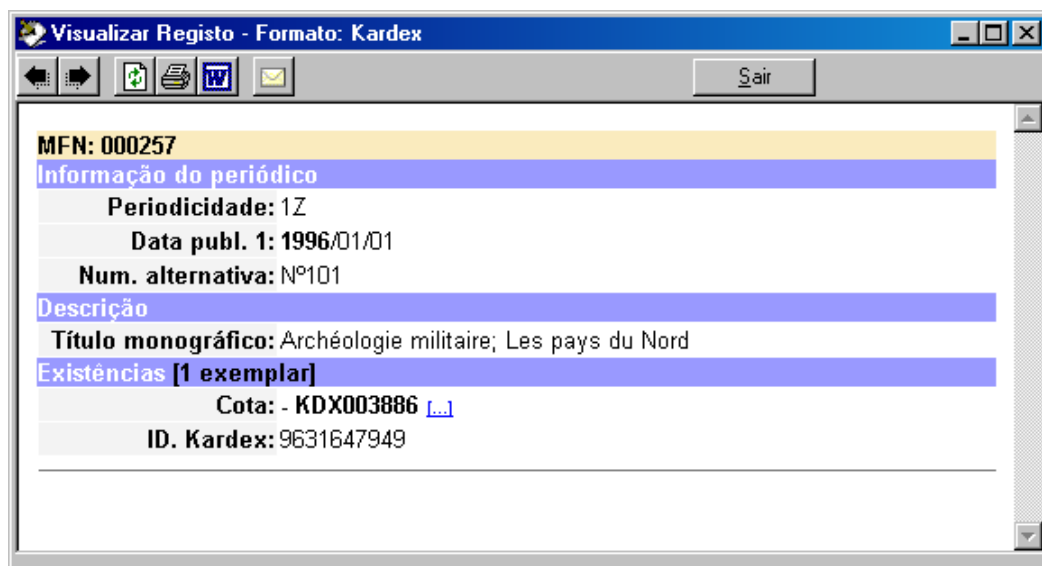 Visualizar Registo - Formato: Kardex
W Sair
MFN: 000257
Informação do periódico
Periodicidade: 1Z
Data publ. 1: 1996/01/01
Num. alternativa: Nº101
Descrição
Título monográfico: Archéologie militaire; Les pays du Nord
Existências [1 exemplar]
Cota: - KDX003886 [...]
ID. Kardex: 9631647949